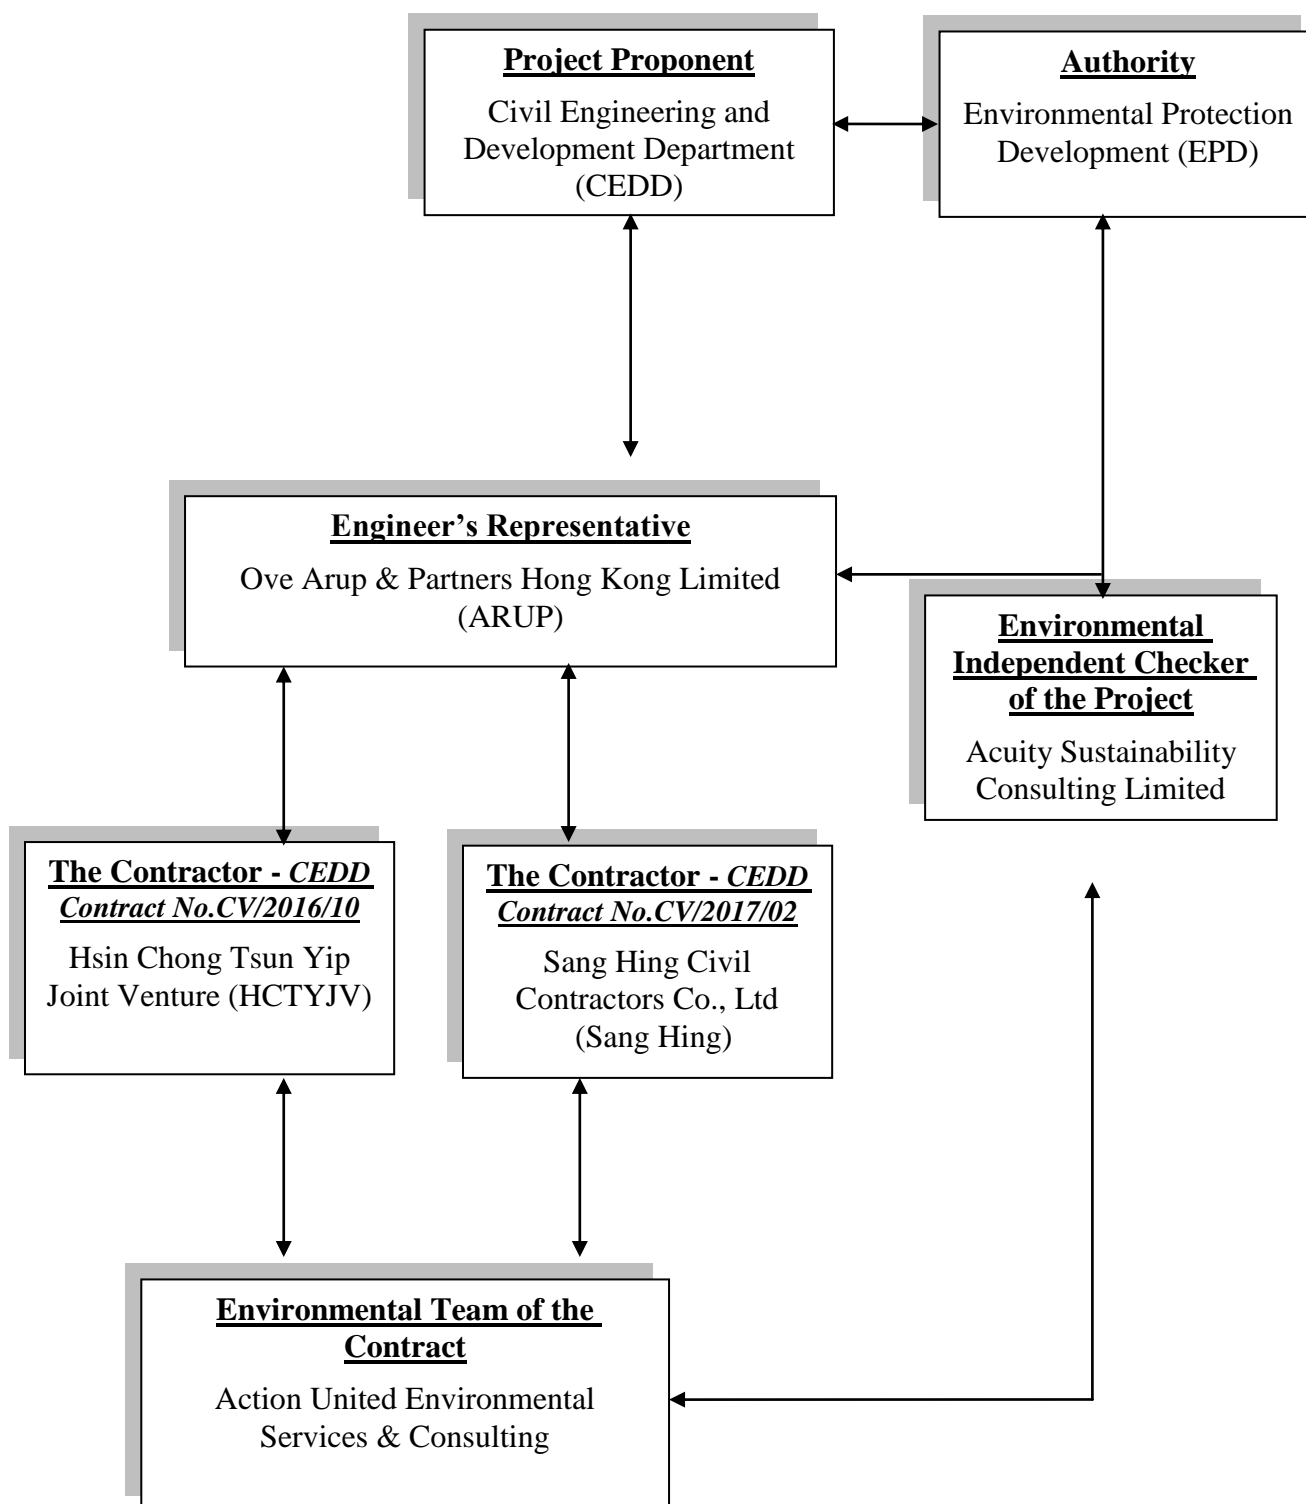 Project Proponent
Civil Engineering and
Development Department
(CEDD)
Authority
Environmental Protection
Development (EPD)
Engineer’s Representative
Ove Arup & Partners Hong Kong Limited
(ARUP)
Environmental
Independent Checker
of the Project
Acuity Sustainability
Consulting Limited
The Contractor - CEDD
Contract No.CV/2016/10
Hsin Chong Tsun Yip
Joint Venture (HCTYJV)
The Contractor - CEDD
Contract No.CV/2017/02
Sang Hing Civil
Contractors Co., Ltd
(Sang Hing)
Environmental Team of the
Contract
Action United Environmental
Services & Consulting